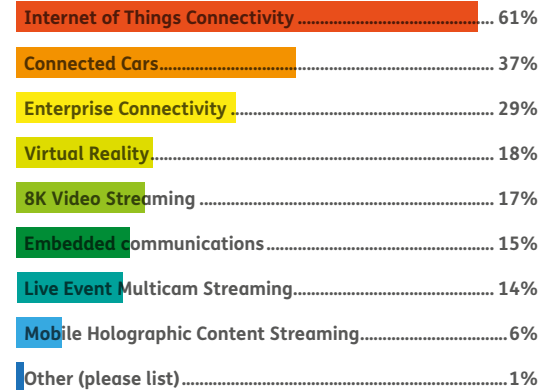 Internet of Things Connectivity 61%
Connected Cars 37%
Enterprise Connectivity 29%
Virtual Reality 18%
8K Video Streaming 17%
Embedded communications 15%
Live Event Multicam Streaming 14%
Mobile Holographic Content Streaming 6%
Other (please list) 1%